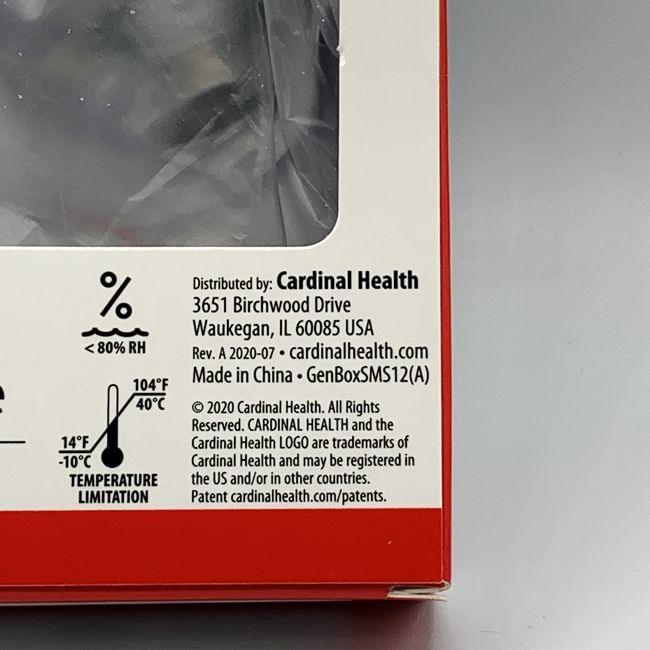 %
< 80% RH
e
104°F
40°C
14°F
-10°C
TEMPERATURE
LIMITATION
Distributed by: Cardinal Health
3651 Birchwood Drive
Waukegan, IL 60085 USA
Rev. A 2020-07 • cardinalhealth.com
Made in China • GenBoxSMS12(A)
© 2020 Cardinal Health. All Rights
Reserved. CARDINAL HEALTH and the
Cardinal Health LOGO are trademarks of
Cardinal Health and may be registered in
the US and/or in other countries.
Patent cardinalhealth.com/patents.